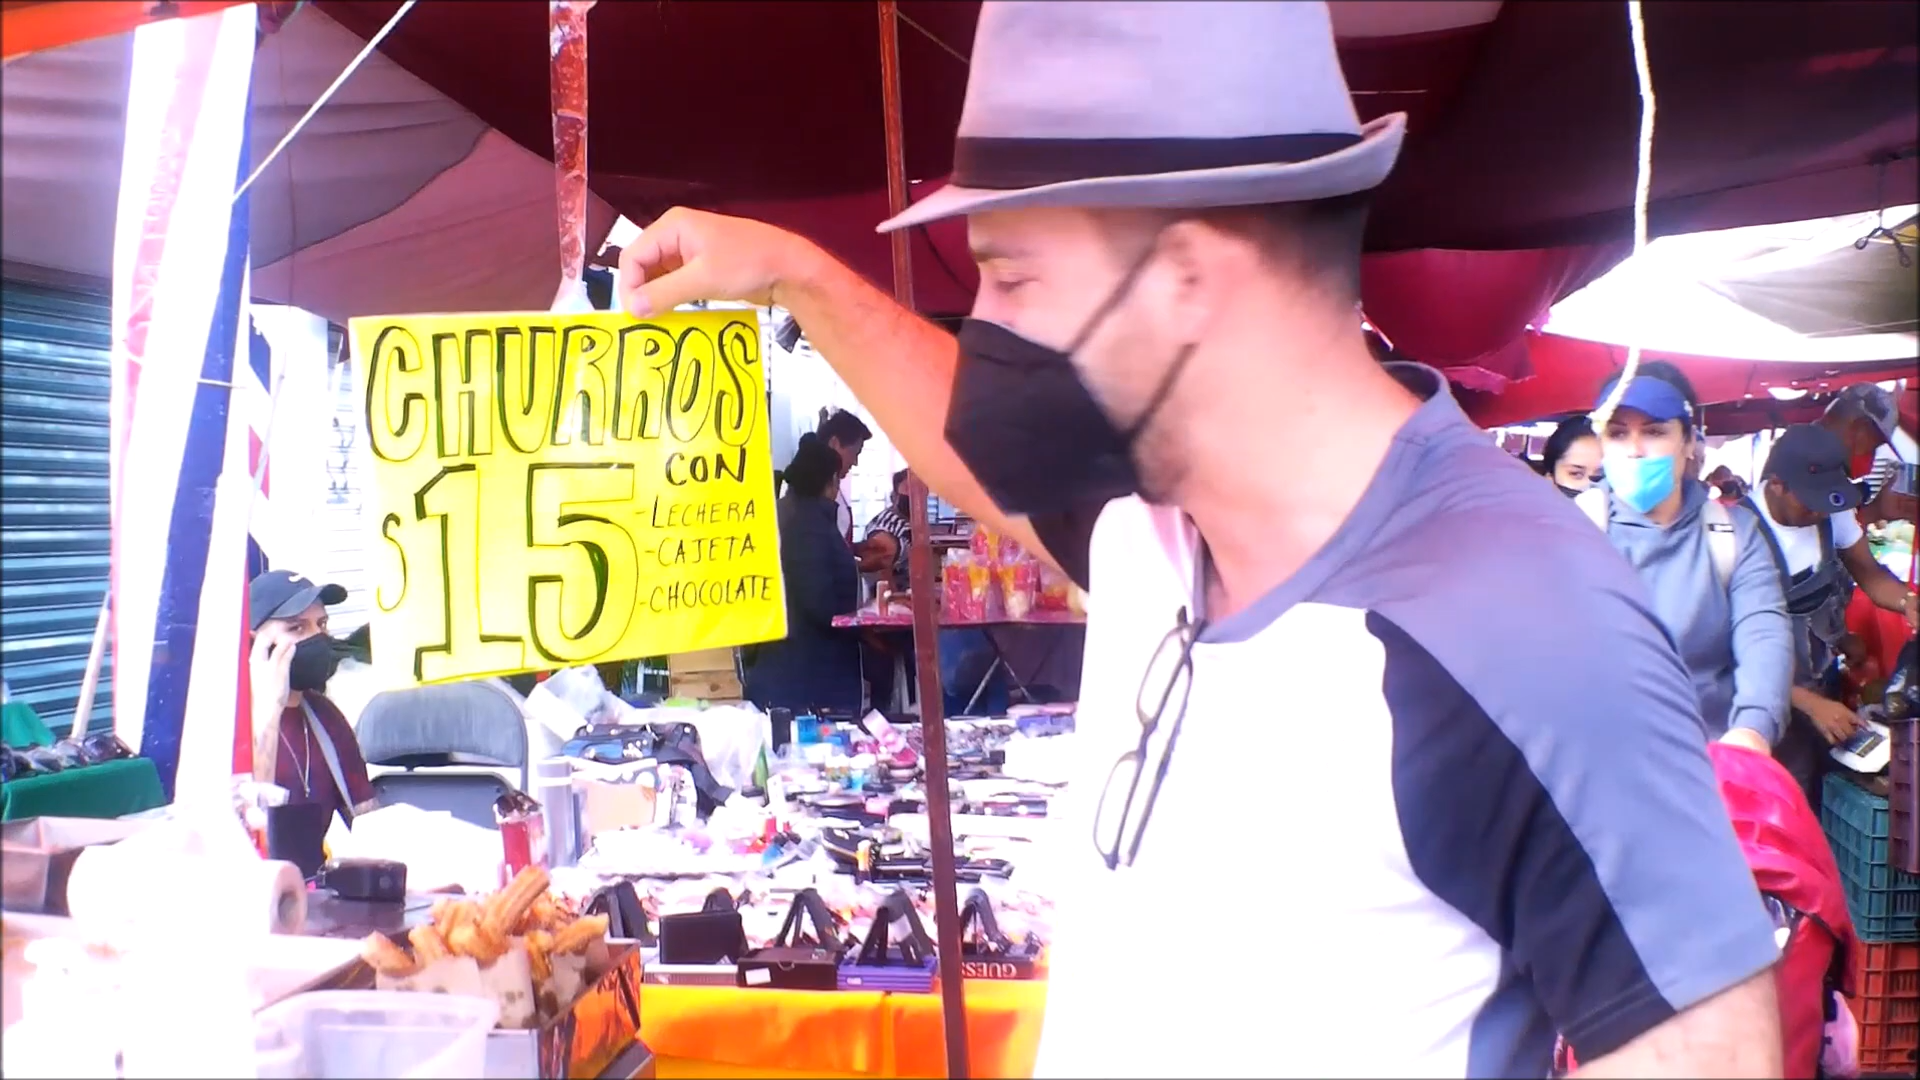 CHURROS
CON
$15
-LECHERA
-CAJETA
-CHOCOLATE
GUESS